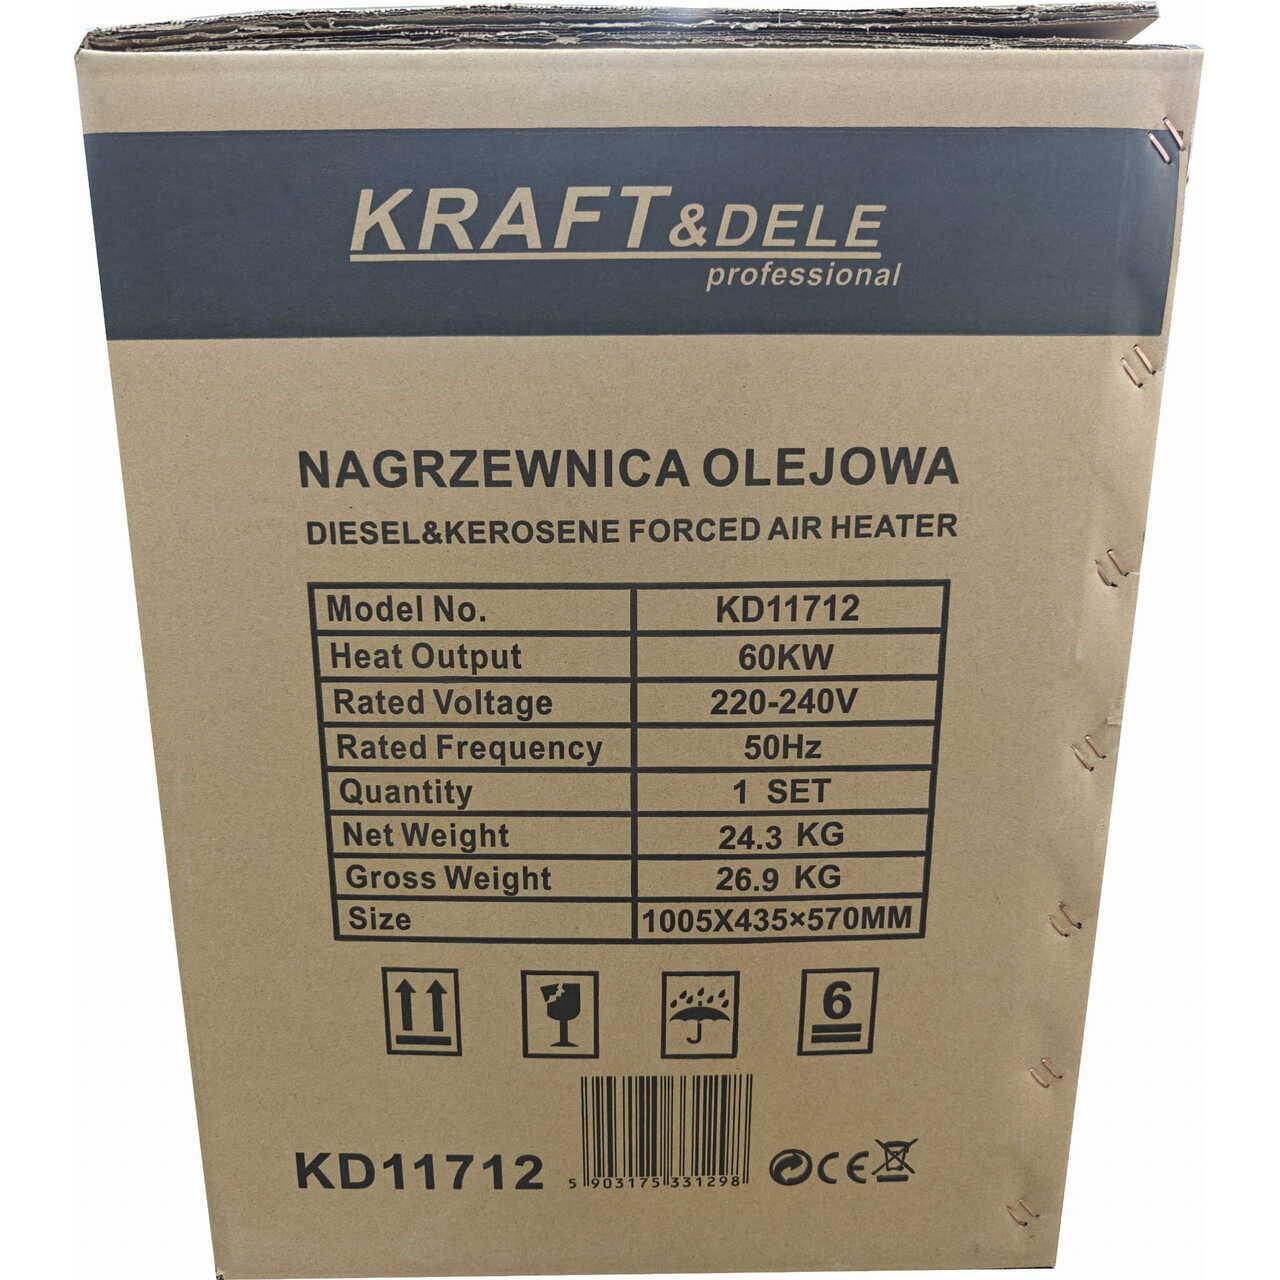 KRAFT&DELE
professional
NAGRZEWNICA OLEJOWA
DIESEL&KEROSENE FORCED AIR HEATER
Model No. KD11712
Heat Output 60KW
Rated Voltage 220-240V
Rated Frequency 50Hz
Quantity 1 SET
Net Weight 24.3 KG
Gross Weight 26.9 KG
Size 1005X435×570MM
6
KD11712
5 903175 331298
CE